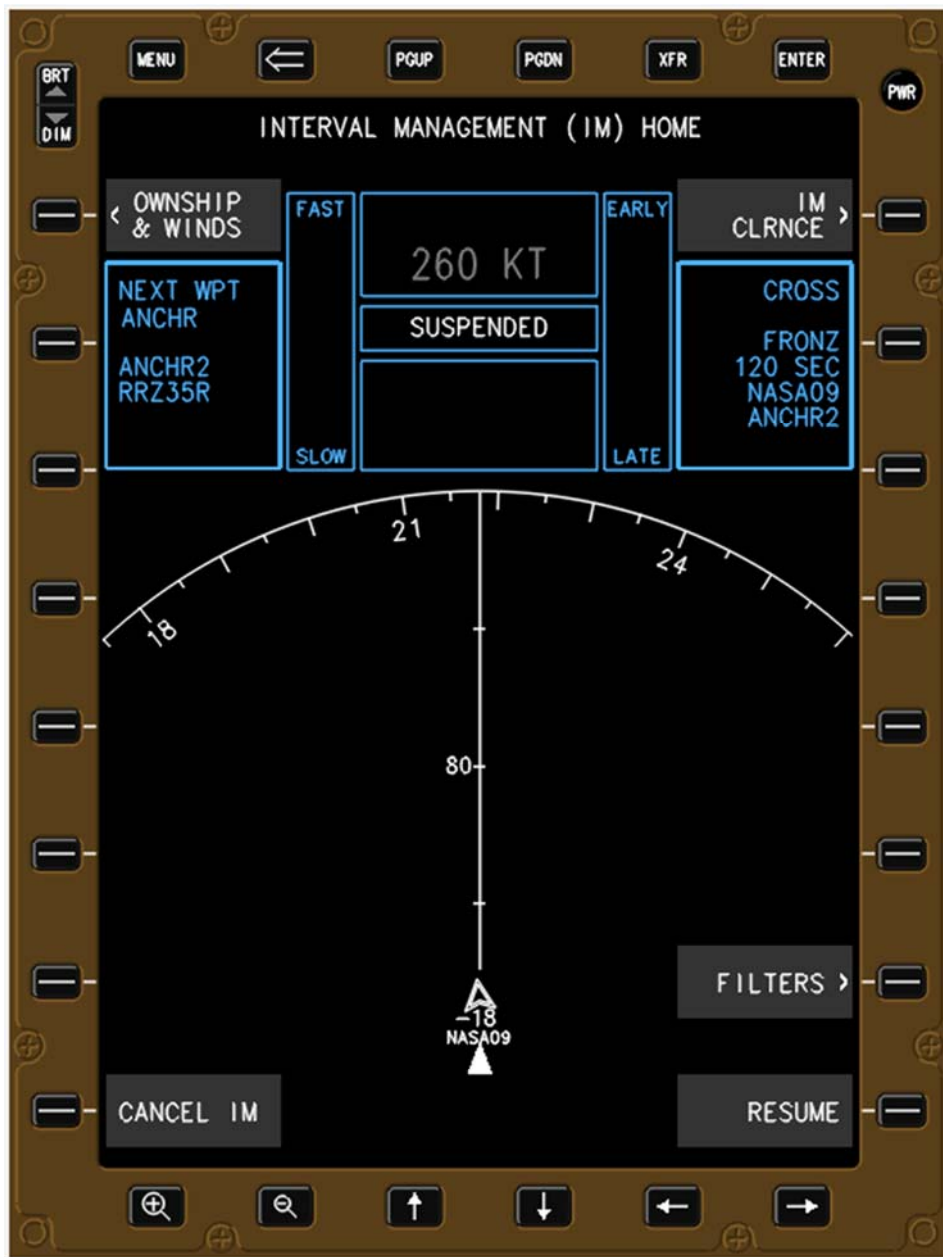 MENU
PGUP
PGDN
XFR
ENTER
BRT
DIM
PWR
INTERVAL MANAGEMENT (IM) HOME
< OWNSHIP
& WINDS
FAST
SLOW
260 KT
SUSPENDED
EARLY
LATE
IM >
CLRNCE
NEXT WPT
ANCHR
ANCHR2
RRZ35R
CROSS
FRONZ
120 SEC
NASA09
ANCHR2
18
21
24
80
-18
NASA09
FILTERS >
CANCEL IM
RESUME